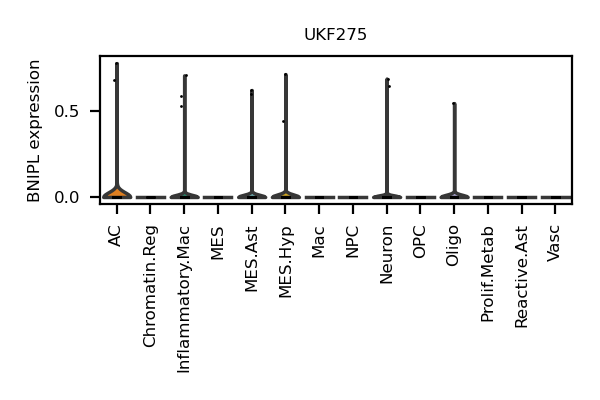 UKF275
BNIPL expression
0.5
0.0
AC
Chromatin.Reg
Inflammatory.Mac
MES
MES.Ast
MES.Hyp
Mac
NPC
Neuron
OPC
Oligo
Prolif.Metab
Reactive.Ast
Vasc